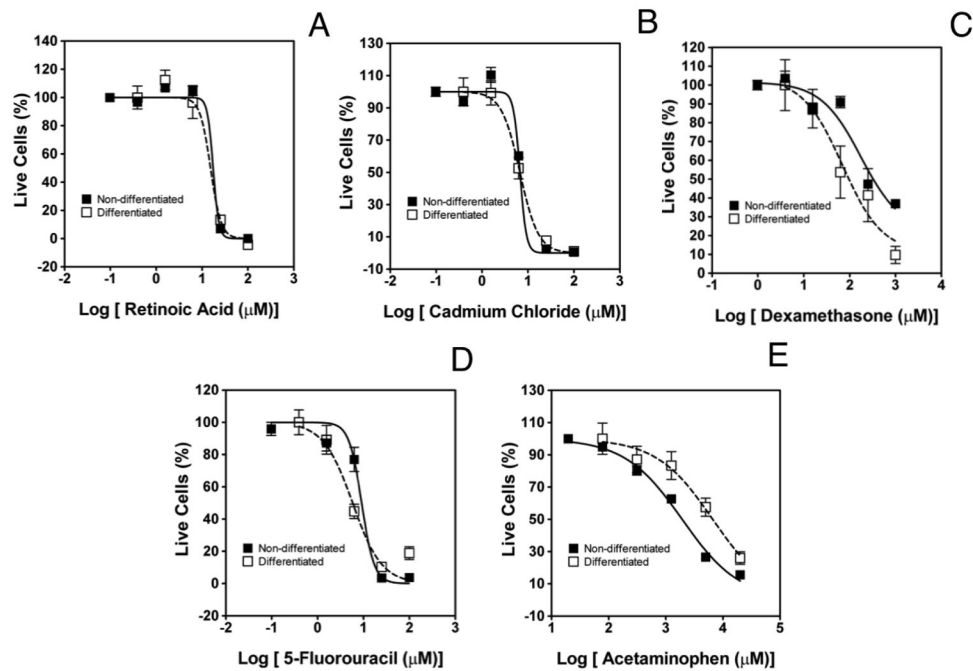 A
120
100
80
60
40
20
0
-20
Live Cells (%)
Non-differentiated
Differentiated
-2 -1 0 1 2 3
Log [ Retinoic Acid (μM)]
B
130
110
90
70
50
30
10
-10
Live Cells (%)
Non-differentiated
Differentiated
-2 -1 0 1 2 3
Log [ Cadmium Chloride (μM)]
C
120
110
100
90
80
70
60
50
40
30
20
10
0
Live Cells (%)
Non-differentiated
Differentiated
-1 0 1 2 3 4
Log [ Dexamethasone (μM)]
D
120
100
80
60
40
20
0
-20
Live Cells (%)
Non-differentiated
Differentiated
-2 -1 0 1 2 3
Log [ 5-Fluorouracil (μM)]
E
130
110
90
70
50
30
10
-10
Live Cells (%)
Non-differentiated
Differentiated
1 2 3 4 5
Log [ Acetaminophen (μM)]